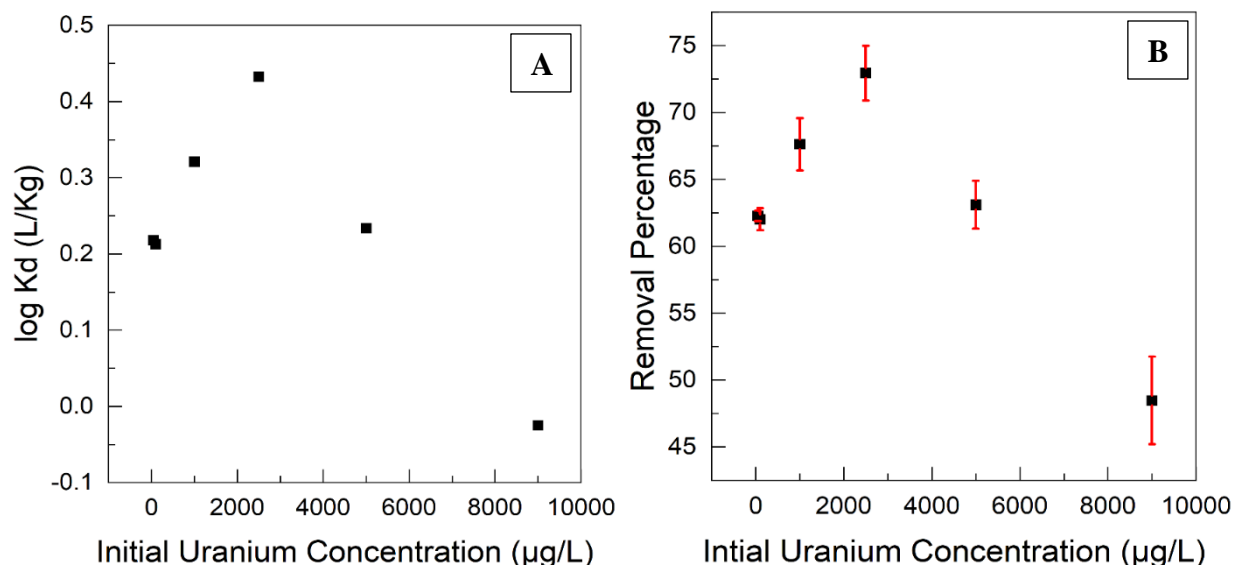 A
log Kd (L/Kg)
0.5
0.4
0.3
0.2
0.1
0.0
-0.1
0 2000 4000 6000 8000 10000
Initial Uranium Concentration (µg/L)
B
Removal Percentage
75
70
65
60
55
50
45
0 2000 4000 6000 8000 10000
Intial Uranium Concentration (µg/L)